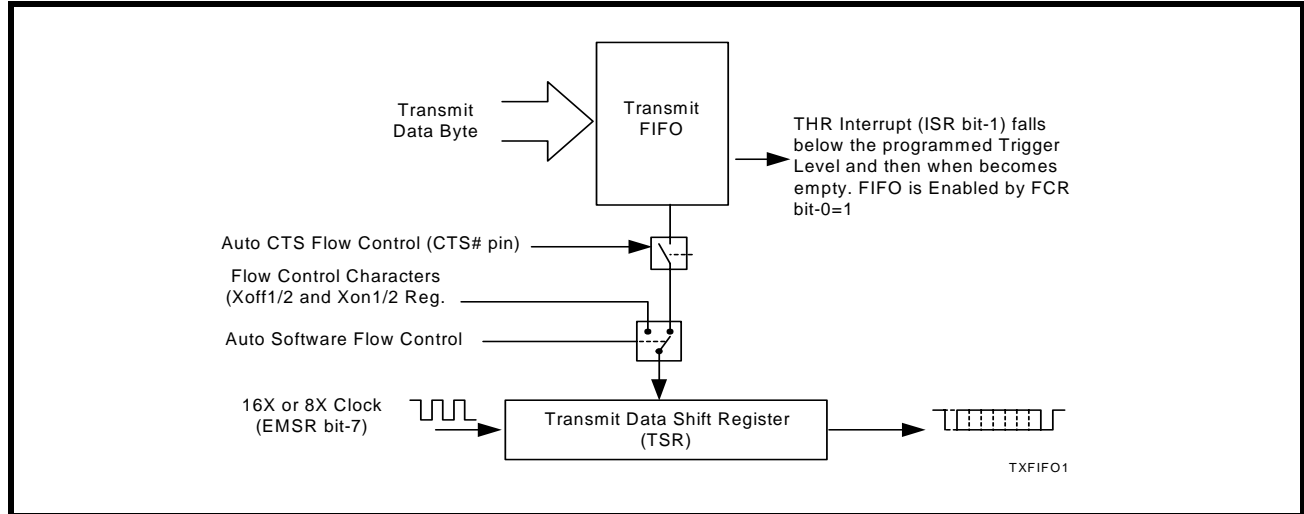 Transmit
Data Byte
Transmit
FIFO
THR Interrupt (ISR bit-1) falls
below the programmed Trigger
Level and then when becomes
empty. FIFO is Enabled by FCR
bit-0=1
Auto CTS Flow Control (CTS# pin)
Flow Control Characters
(Xoff1/2 and Xon1/2 Reg.
Auto Software Flow Control
16X or 8X Clock
(EMSR bit-7)
Transmit Data Shift Register
(TSR)
TXFIFO1